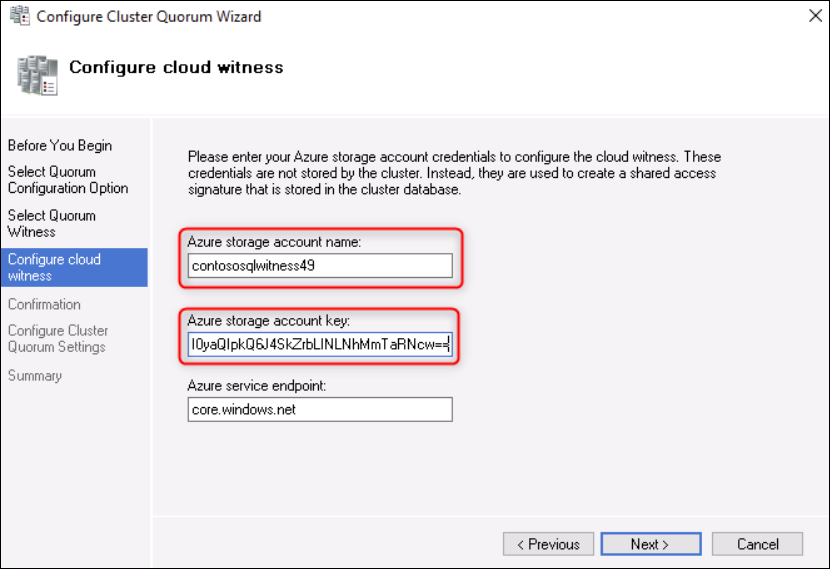 Configure Cluster Quorum Wizard
Configure cloud witness
Before You Begin
Select Quorum
Configuration Option
Select Quorum
Witness
Configure cloud
witness
Confirmation
Configure Cluster
Quorum Settings
Summary
Please enter your Azure storage account credentials to configure the cloud witness. These
credentials are not stored by the cluster. Instead, they are used to create a shared access
signature that is stored in the cluster database.
Azure storage account name:
contososqlwitness49
Azure storage account key:
Azure service endpoint:
core.windows.net
< Previous
Next >
Cancel